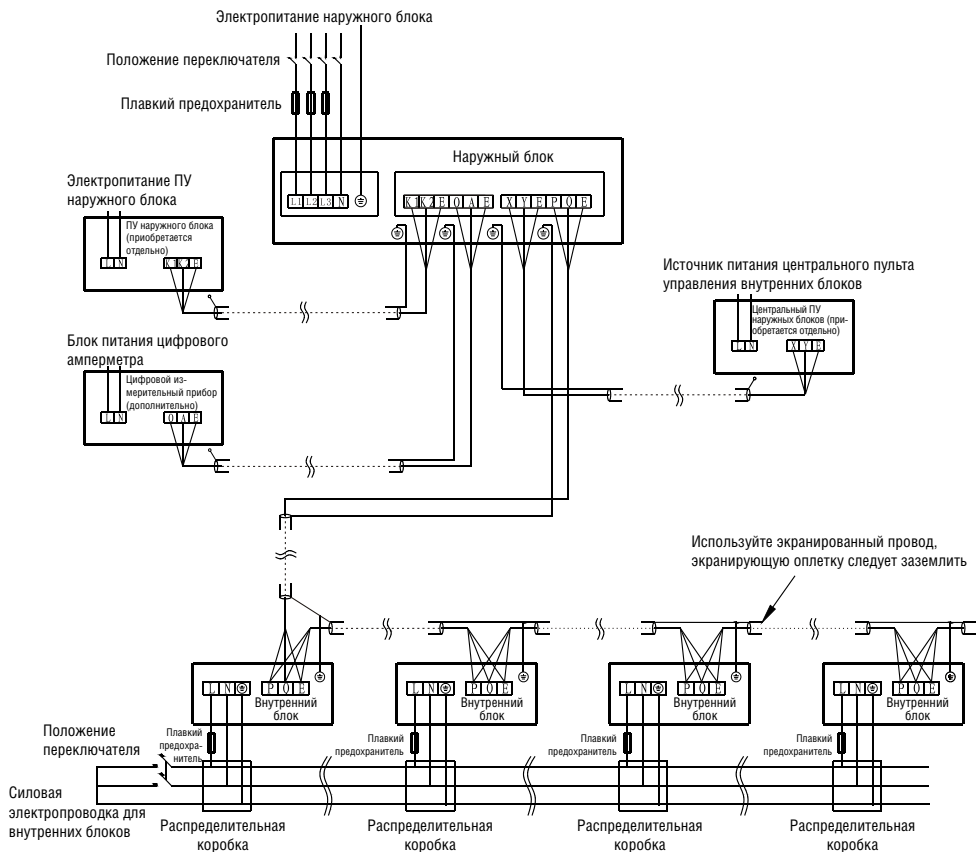 Электропитание наружного блока
Положение переключателя
Плавкий предохранитель
Наружный блок
L1 L2 L3 N
K1 K2 E O A E
X Y E P Q E
Электропитание ПУ
наружного блока
ПУ наружного блока
(приобретается
отдельно)
L N
K1 K2 E
Источник питания центрального пульта
управления внутренних блоков
Центральный ПУ
наружных блоков (при-
обретается отдельно)
L N
X Y E
Блок питания цифрового
амперметра
Цифровой из-
мерительный прибор
(дополнительно)
L N
O A E
Используйте экранированный провод,
экранирующую оплетку следует заземлить
L N
P Q E
Внутренний
блок
L N
P Q E
Внутренний
блок
L N
P Q E
Внутренний
блок
L N
P Q E
Внутренний
блок
Положение
переключателя
Плавкий
предохра-
нитель
Плавкий
предохранитель
Плавкий
предохранитель
Плавкий
предохранитель
Силовая
электропроводка для
внутренних блоков
Распределительная
коробка
Распределительная
коробка
Распределительная
коробка
Распределительная
коробка